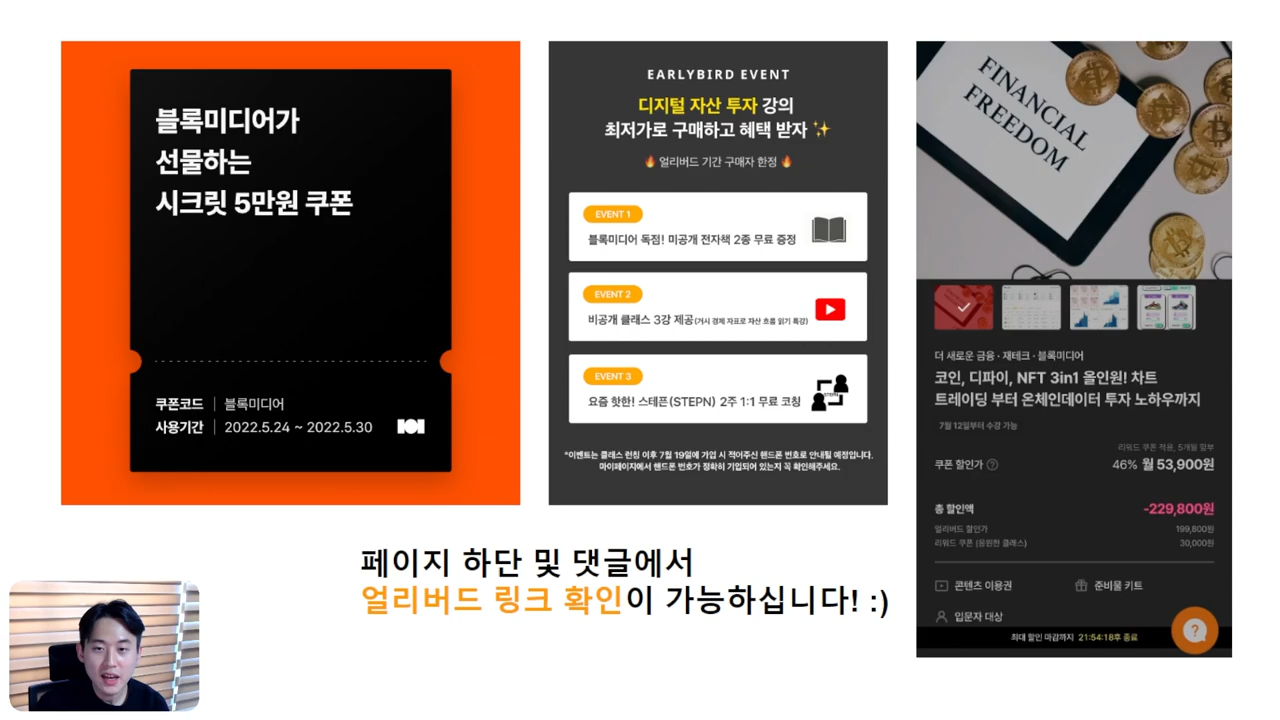 블록미디어가
선물하는
시크릿 5만원 쿠폰
쿠폰코드 | 블록미디어
사용기간 | 2022.5.24 ~ 2022.5.30
101
EARLYBIRD EVENT
디지털 자산 투자 강의
최저가로 구매하고 혜택 받자 ✨
🔥 얼리버드 기간 구매자 한정 🔥
EVENT 1
블록미디어 독점! 미공개 전자책 2종 무료 증정
EVENT 2
비공개 클래스 3강 제공(거시 경제 지표로 자산 흐름 읽기 특강)
EVENT 3
요즘 핫한! 스테픈(STEPN) 2주 1:1 무료 코칭
*이벤트는 클래스 런칭 이후 7월 19일에 가입 시 적어주신 핸드폰 번호로 안내될 예정입니다.
마이페이지에서 핸드폰 번호가 정확히 기입되어 있는지 꼭 확인해주세요.
FINANCIAL
FREEDOM
더 새로운 금융 · 재테크 · 블록미디어
코인, 디파이, NFT 3in1 올인원! 차트
트레이딩 부터 온체인데이터 투자 노하우까지
7월 12일부터 수강 가능
리워드 쿠폰 적용, 5개월 할부
쿠폰 할인가 ? 46% 월 53,900원
총 할인액 -229,800원
얼리버드 할인가 199,800원
리워드 쿠폰 (응원한 클래스) 30,000원
콘텐츠 이용권 준비물 키트
입문자 대상
최대 할인 마감까지 21:54:18후 종료
페이지 하단 및 댓글에서
얼리버드 링크 확인이 가능하십니다! :)